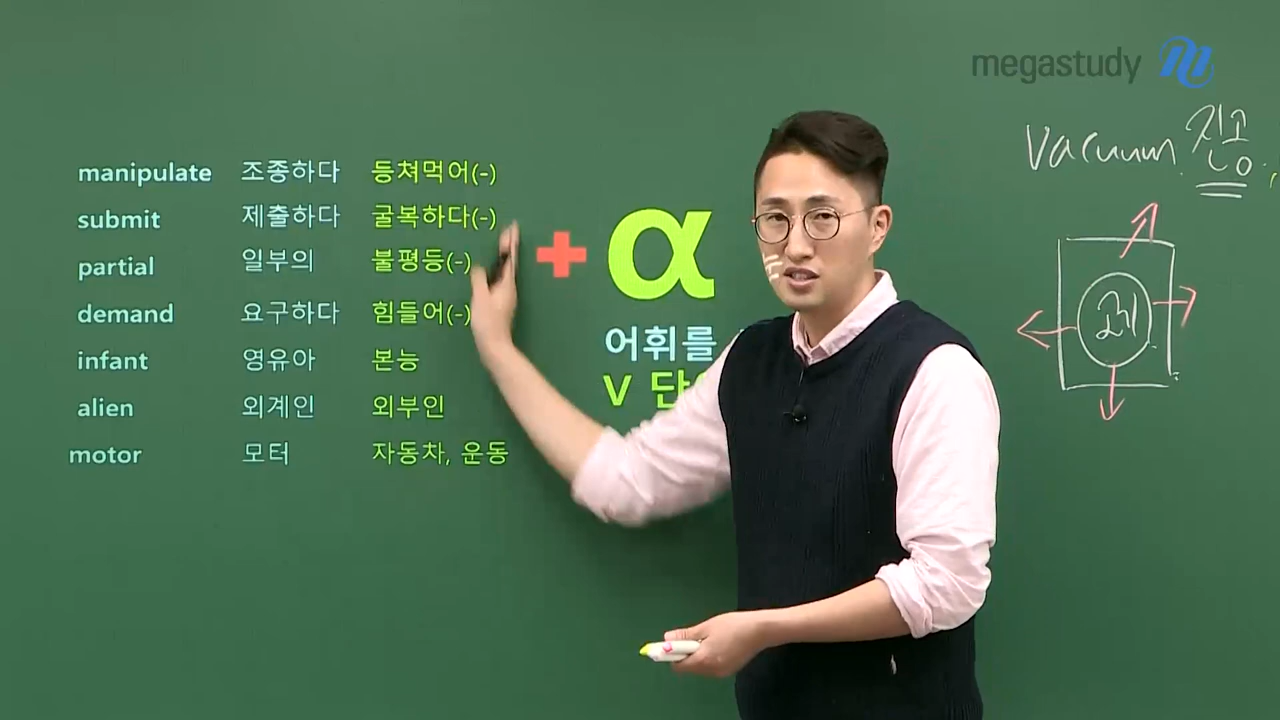 megastudy
Vacuum 진공
manipulate 조종하다 등쳐먹어(-)
submit 제출하다 굴복하다(-)
partial 일부의 불평등(-)
demand 요구하다 힘들어(-)
infant 영유아 본능
alien 외계인 외부인
motor 모터 자동차, 운동
+ α
어휘를
V 단